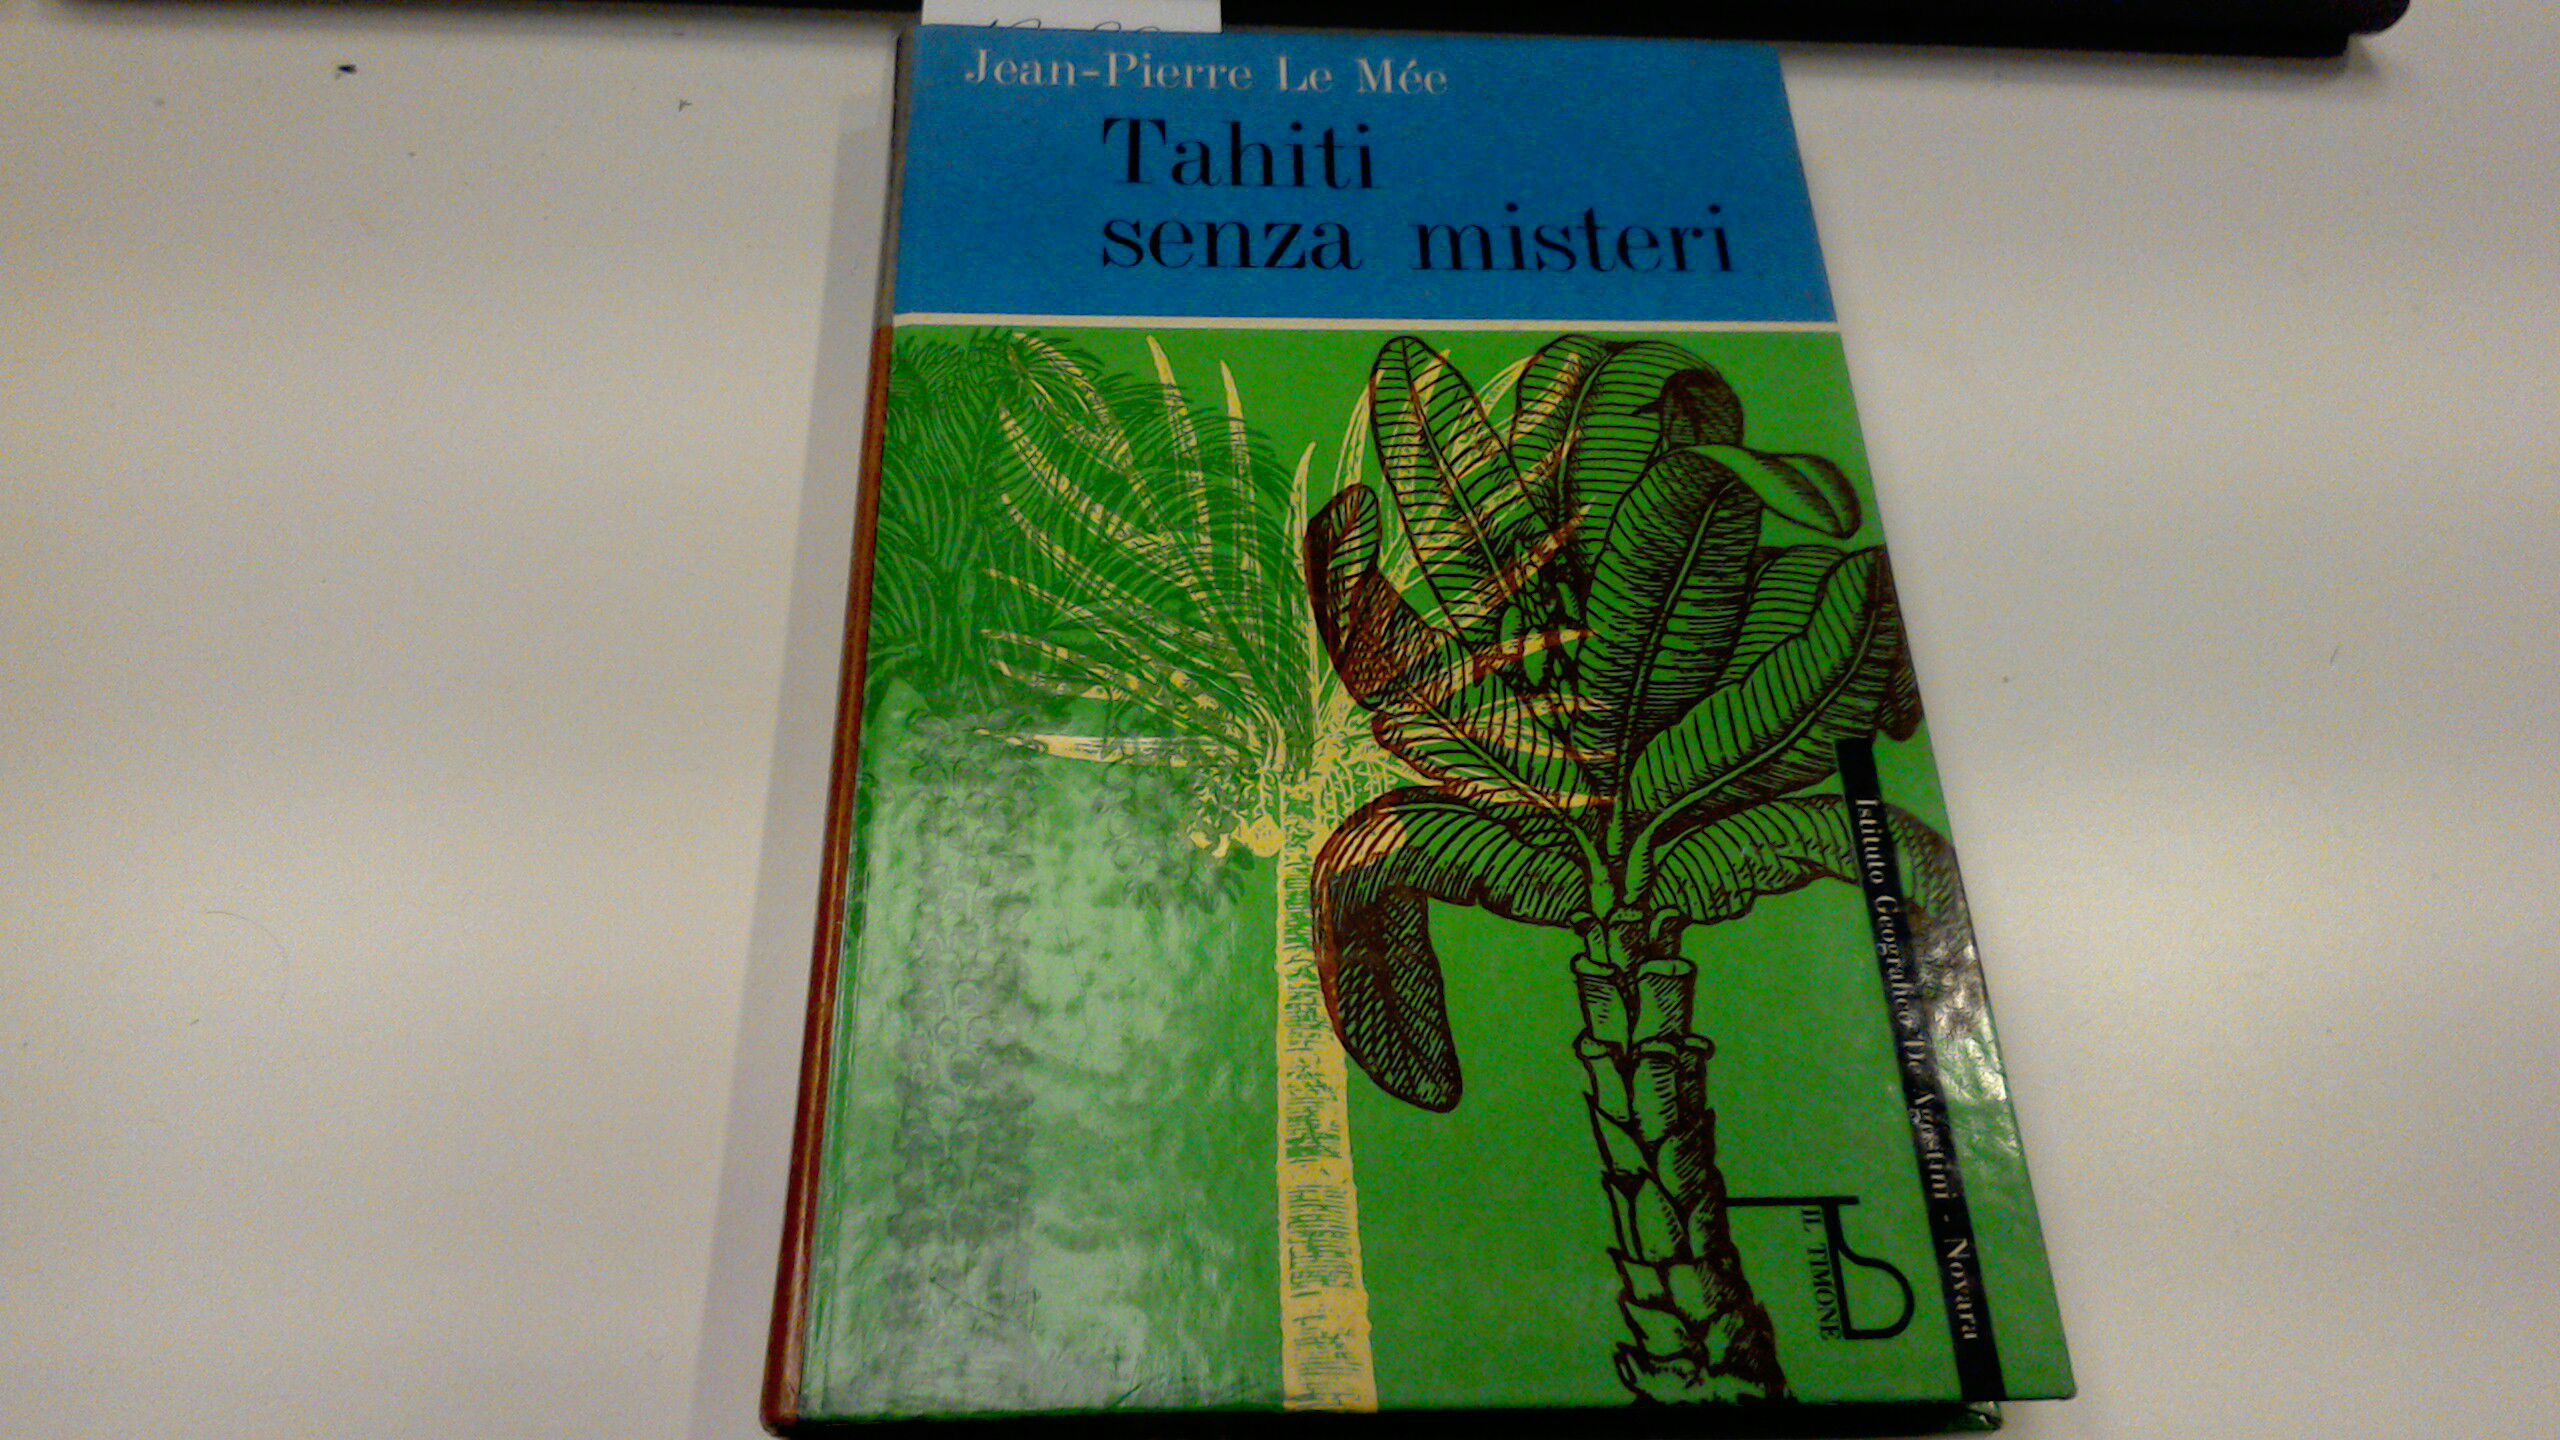 Jean-Pierre Le Mée
Tahiti
senza misteri
Istituto Geografico De Agostini - Novara
IL TIMONE